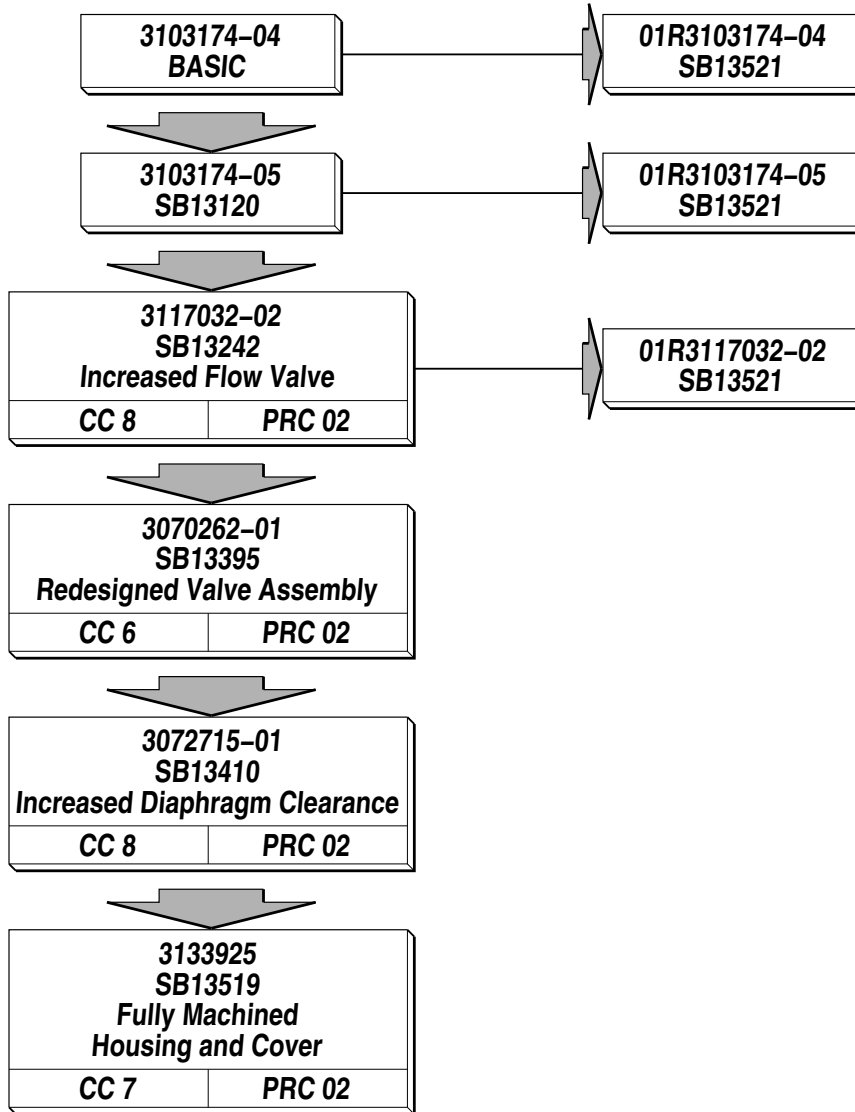 3103174–04
BASIC
01R3103174–04
SB13521
3103174–05
SB13120
01R3103174–05
SB13521
3117032–02
SB13242
Increased Flow Valve
CC 8 PRC 02
01R3117032–02
SB13521
3070262–01
SB13395
Redesigned Valve Assembly
CC 6 PRC 02
3072715–01
SB13410
Increased Diaphragm Clearance
CC 8 PRC 02
3133925
SB13519
Fully Machined
Housing and Cover
CC 7 PRC 02